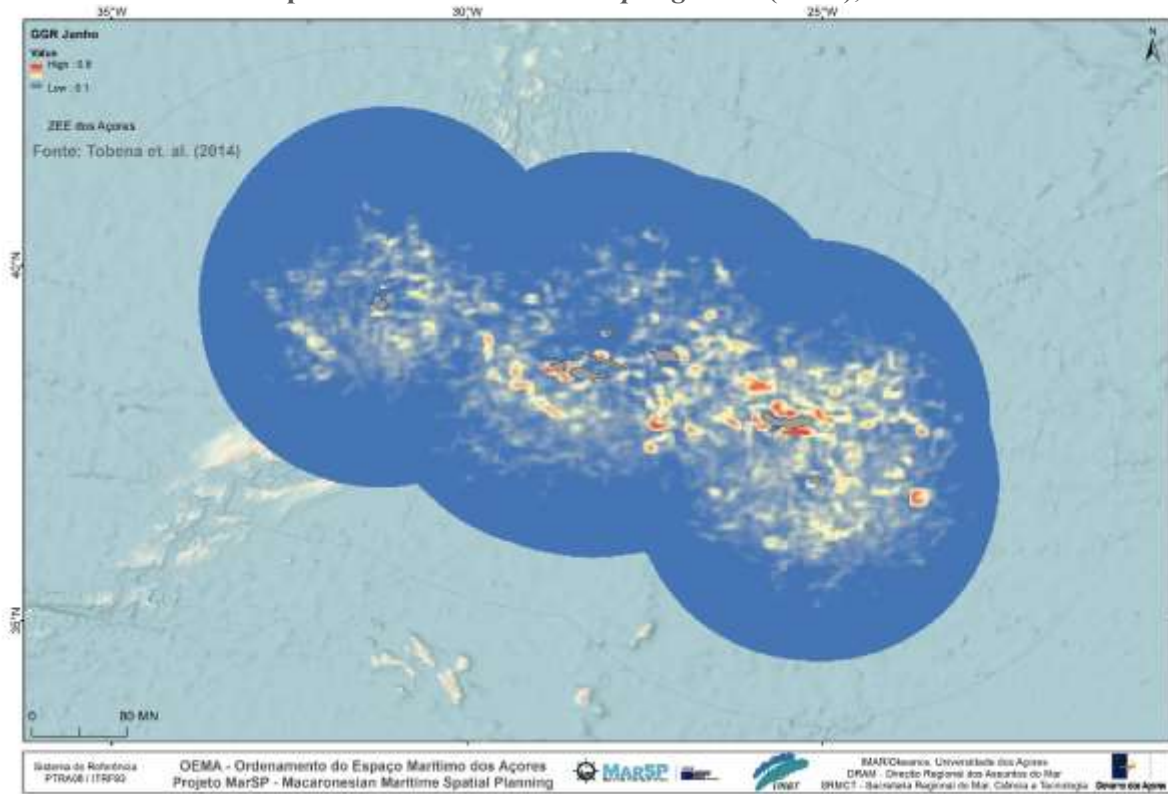 35°W 30°W 25°W
GGR Junho
Value
High : 0.8
Low : 0.1
ZEE dos Açores
Fonte: Tobena et. al. (2014)
N
40°N
35°N
0 80 MN
Sistema de Referência
PTRA08 / ITRF93
OEMA - Ordenamento do Espaço Marítimo dos Açores
Projeto MarSP - Macaronesian Maritime Spatial Planning
MARSP
IMAR/Okeanos, Universidade dos Açores
DRAM - Direção Regional dos Assuntos do Mar
SRMCT - Secretaria Regional do Mar, Ciência e Tecnologia
Governo dos Açores